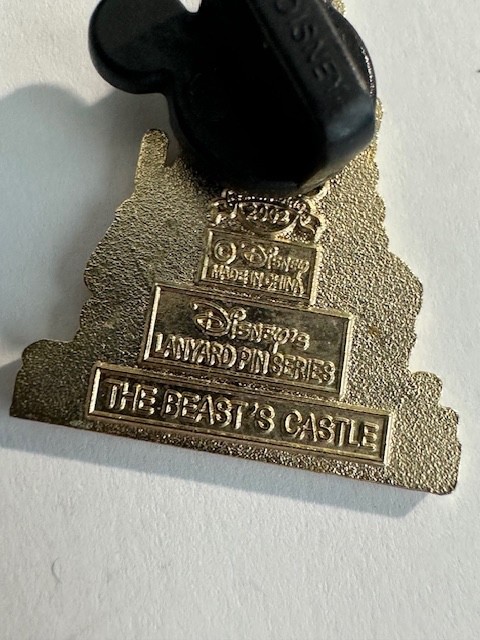 DISNEY
2002
© Disney
MADE IN CHINA
Disney's
LANYARD PIN SERIES
THE BEAST'S CASTLE